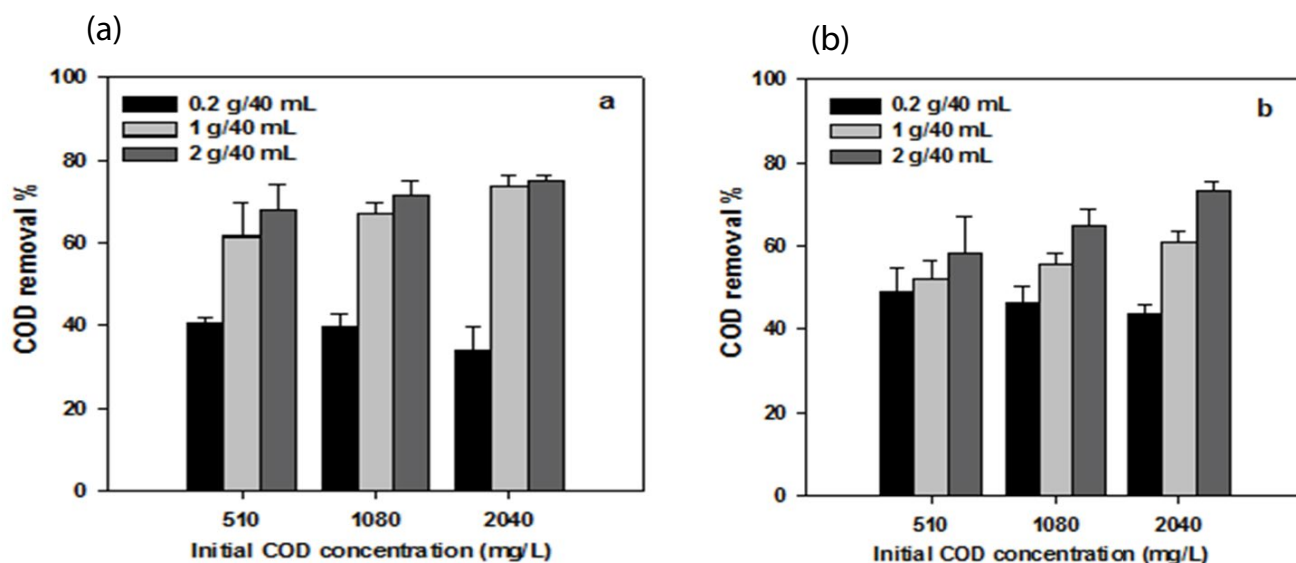 (a)
100
80
60
40
20
0
COD removal %
0.2 g/40 mL
1 g/40 mL
2 g/40 mL
a
510 1080 2040
Initial COD concentration (mg/L)
(b)
100
80
60
40
20
0
COD removal %
0.2 g/40 mL
1 g/40 mL
2 g/40 mL
b
510 1080 2040
Initial COD concentration (mg/L)